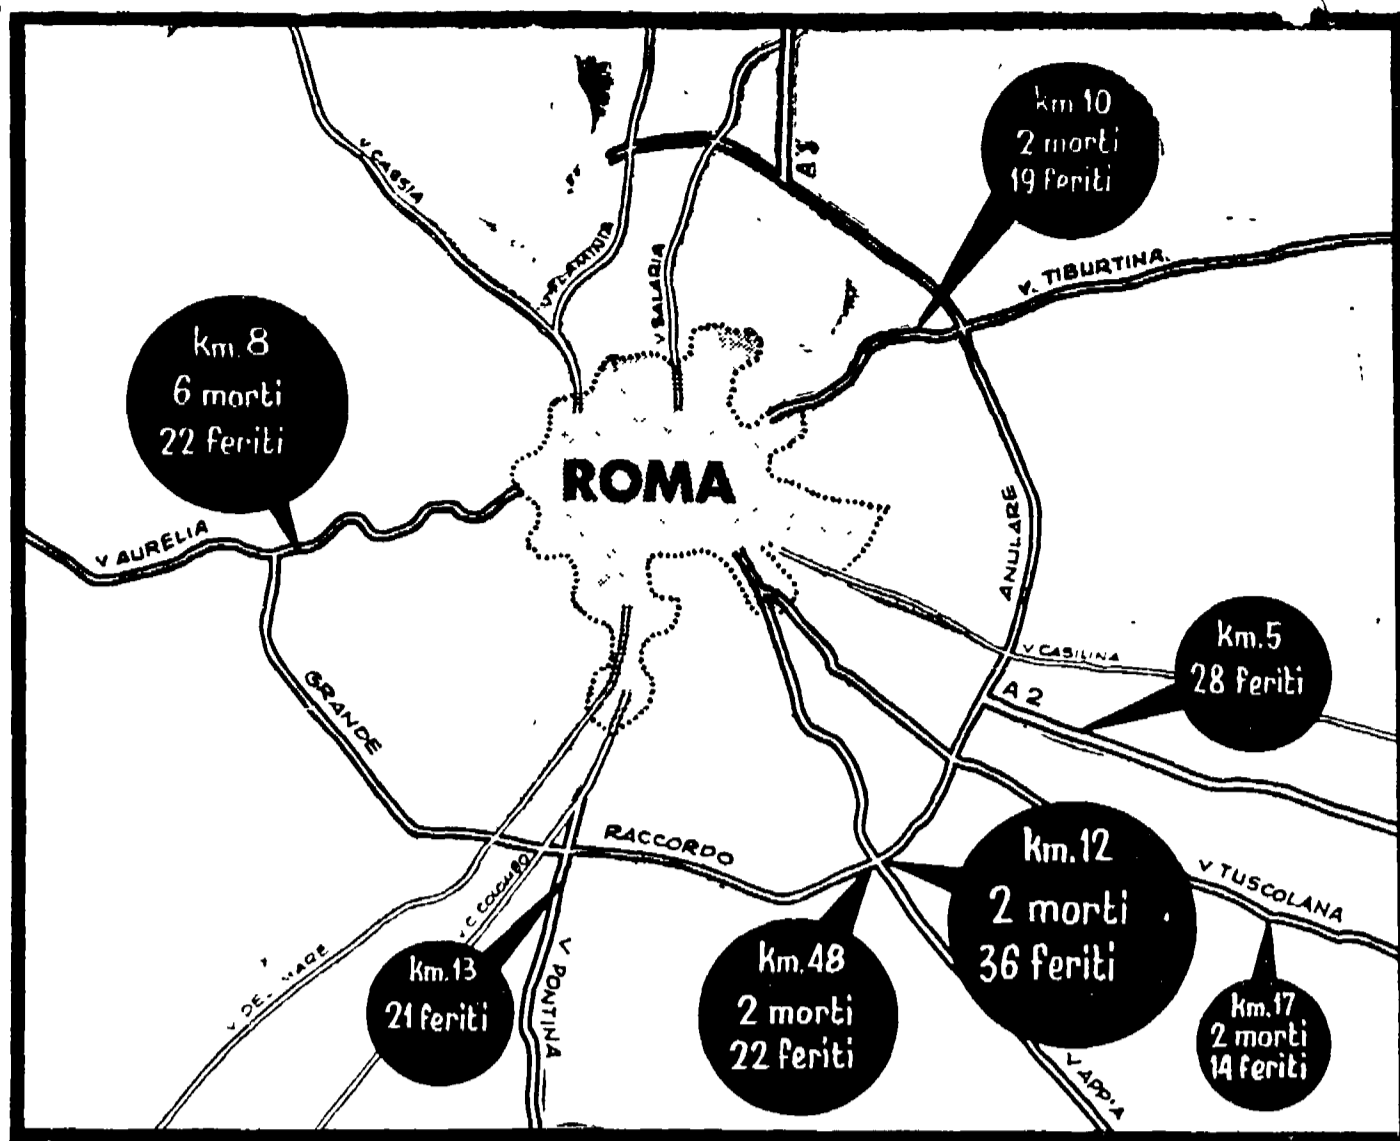 km 10
2 morti
19 feriti
V CASSIA
V FLAMINIA
V SALARIA
V. TIBURTINA.
km. 8
6 morti
22 feriti
ROMA
V AURELIA
ANULARE
km. 5
28 feriti
V CASILINA
A 2
GRANDE
RACCORDO
km. 12
2 morti
36 feriti
V TUSCOLANA
V C COLOMBO
km. 13
21 feriti
V PONTINA
km. 48
2 morti
22 feriti
km. 17
2 morti
14 feriti
V APPIA
MARE